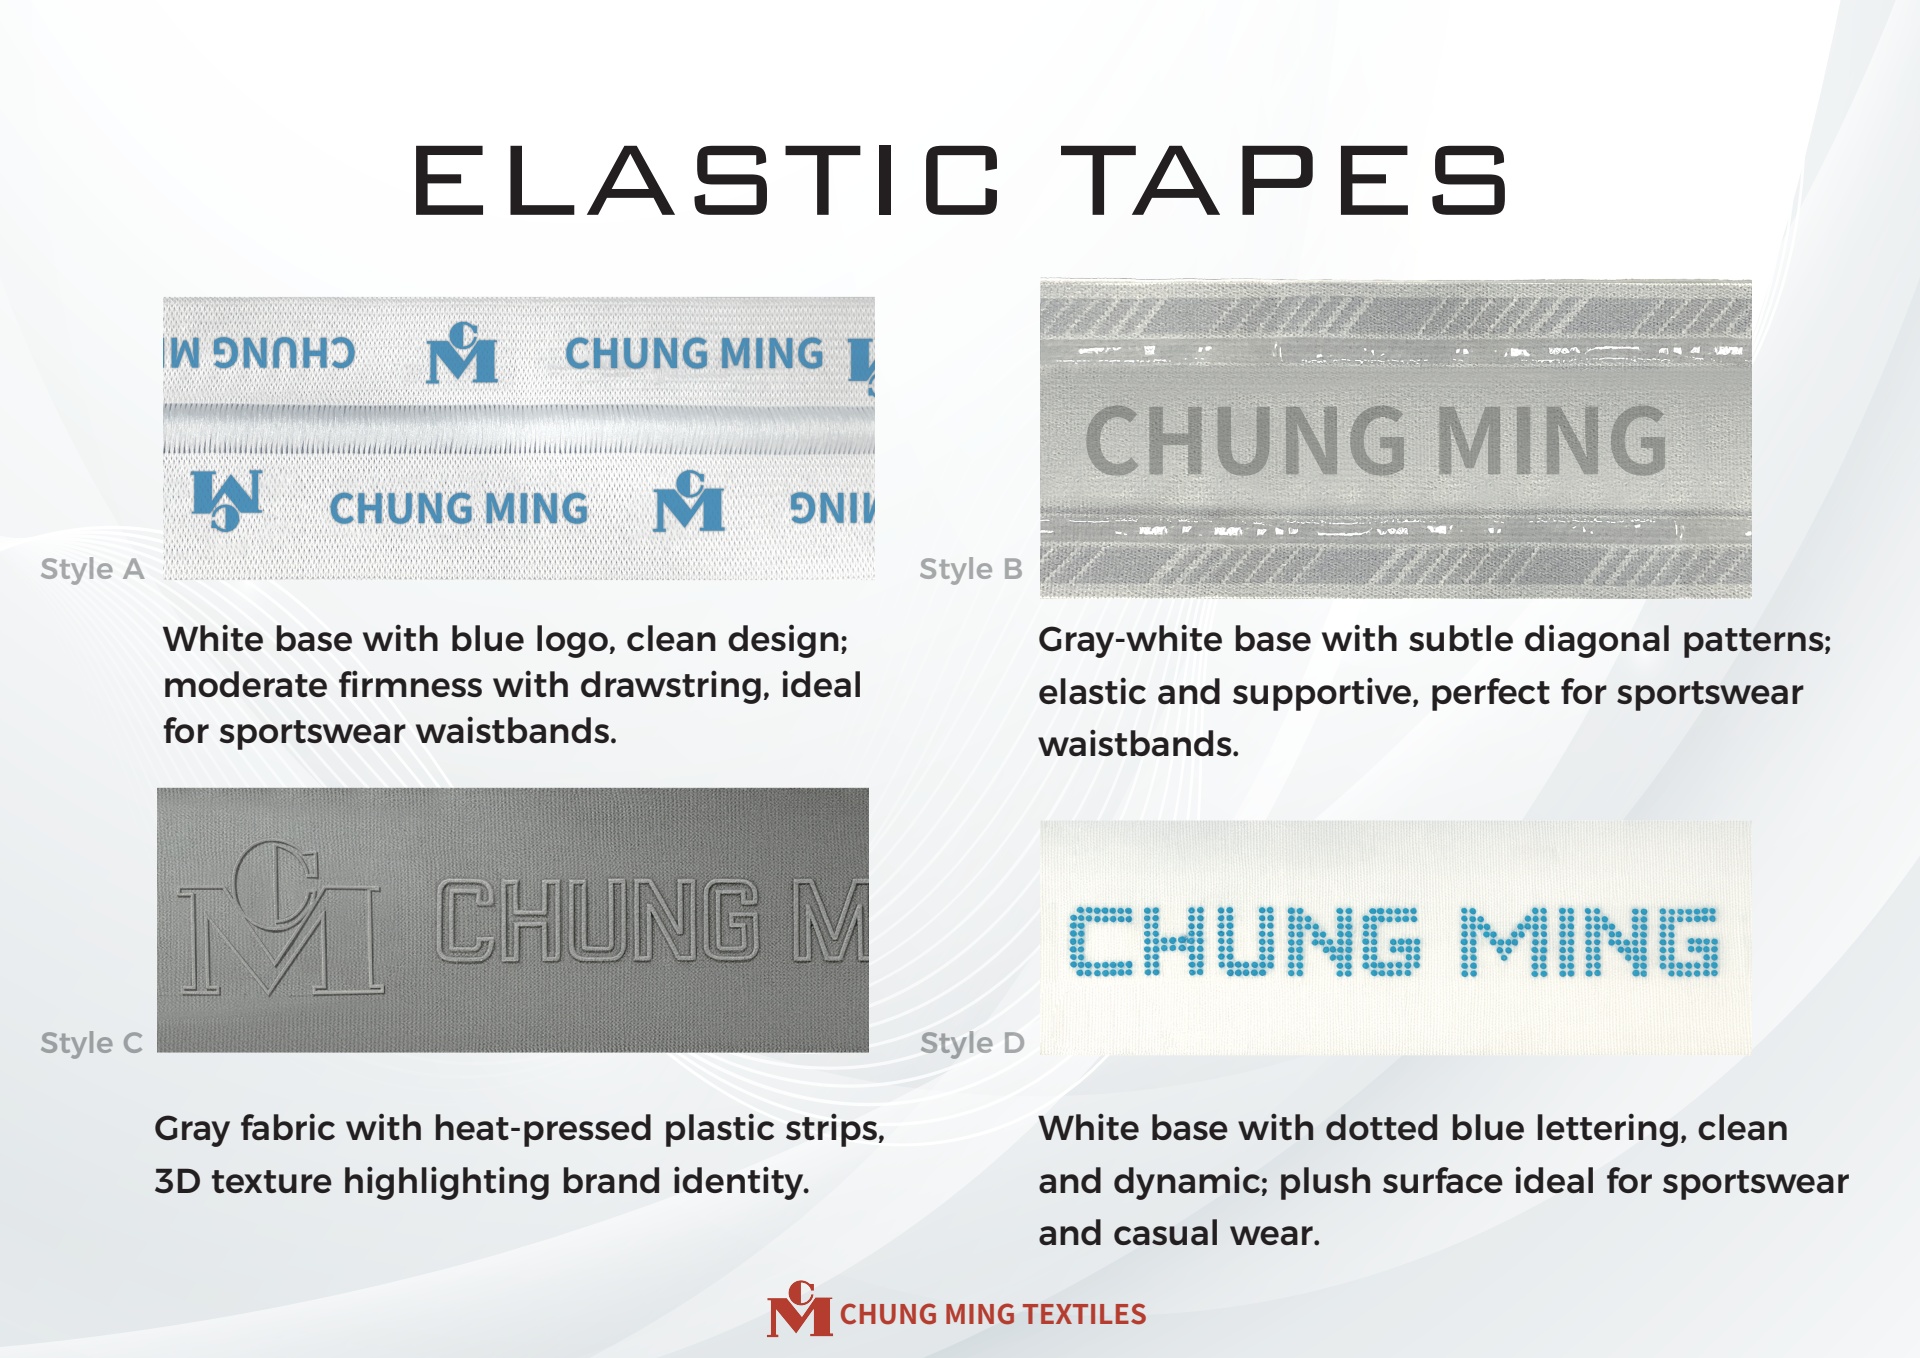 ELASTIC TAPES
CHUNG MI
CHUNG MING
CHUNG MING
MING
Style A
White base with blue logo, clean design;
moderate firmness with drawstring, ideal
for sportswear waistbands.
CHUNG MING
Style B
Gray-white base with subtle diagonal patterns;
elastic and supportive, perfect for sportswear
waistbands.
CM CHUNG M
Style C
Gray fabric with heat-pressed plastic strips,
3D texture highlighting brand identity.
CHUNG MING
Style D
White base with dotted blue lettering, clean
and dynamic; plush surface ideal for sportswear
and casual wear.
CM CHUNG MING TEXTILES